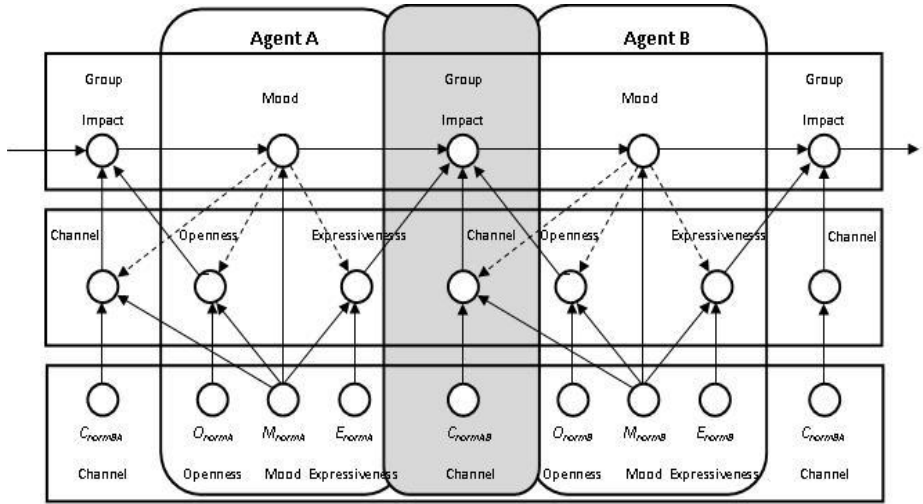 Agent A Agent B
Group Group Group
Mood Mood
Impact Impact Impact
Channel Openness Expressiveness Channel Openness Expressiveness Channel
C_normBA O_normA M_normA E_normA C_normAB O_normB M_normB E_normB C_normBA
Channel Openness Mood Expressiveness Channel Openness Mood Expressiveness Channel